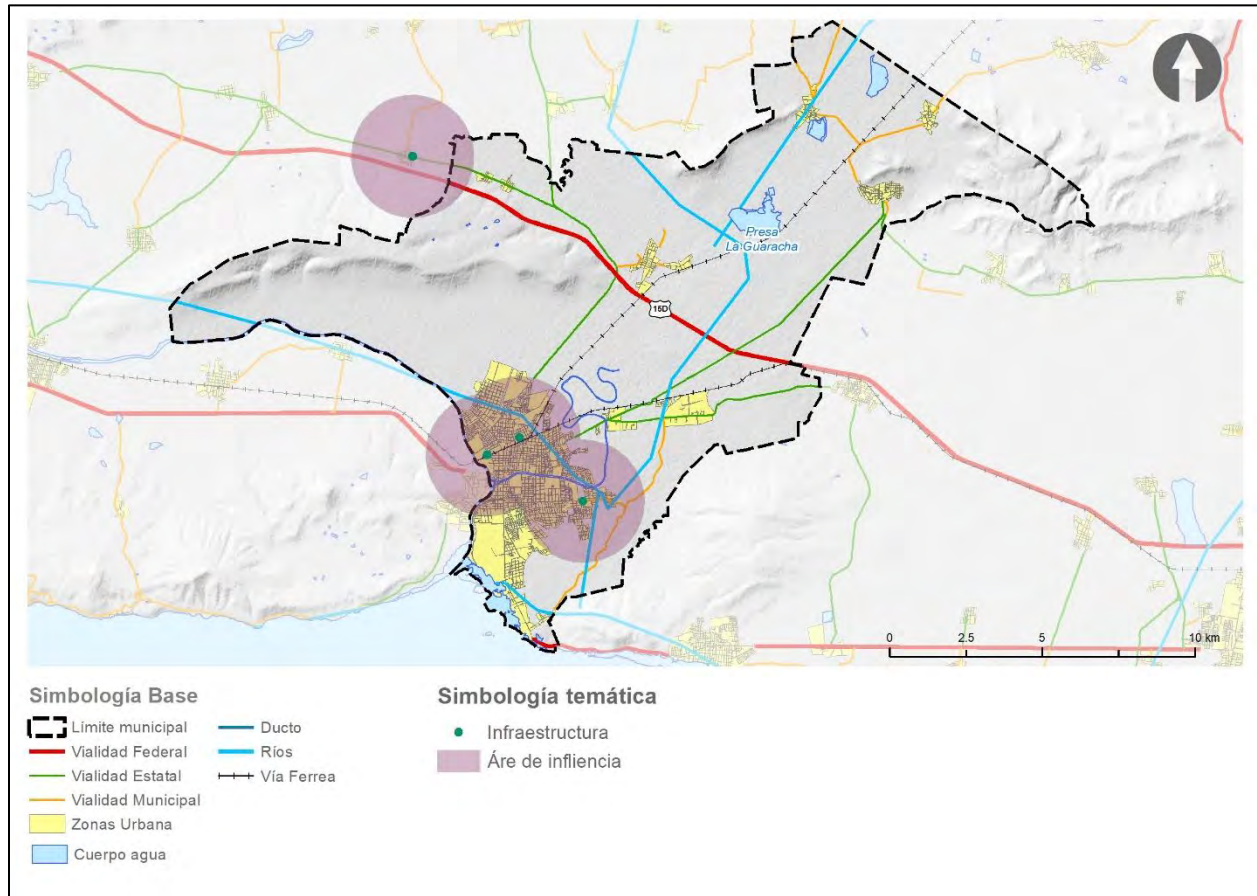 Presa
La Guaracha
15D
0 2.5 5 10 km
Simbología Base
Límite municipal
Vialidad Federal
Vialidad Estatal
Vialidad Municipal
Zonas Urbana
Cuerpo agua
Ducto
Ríos
Vía Ferrea
Simbología temática
Infraestructura
Áre de infliencia